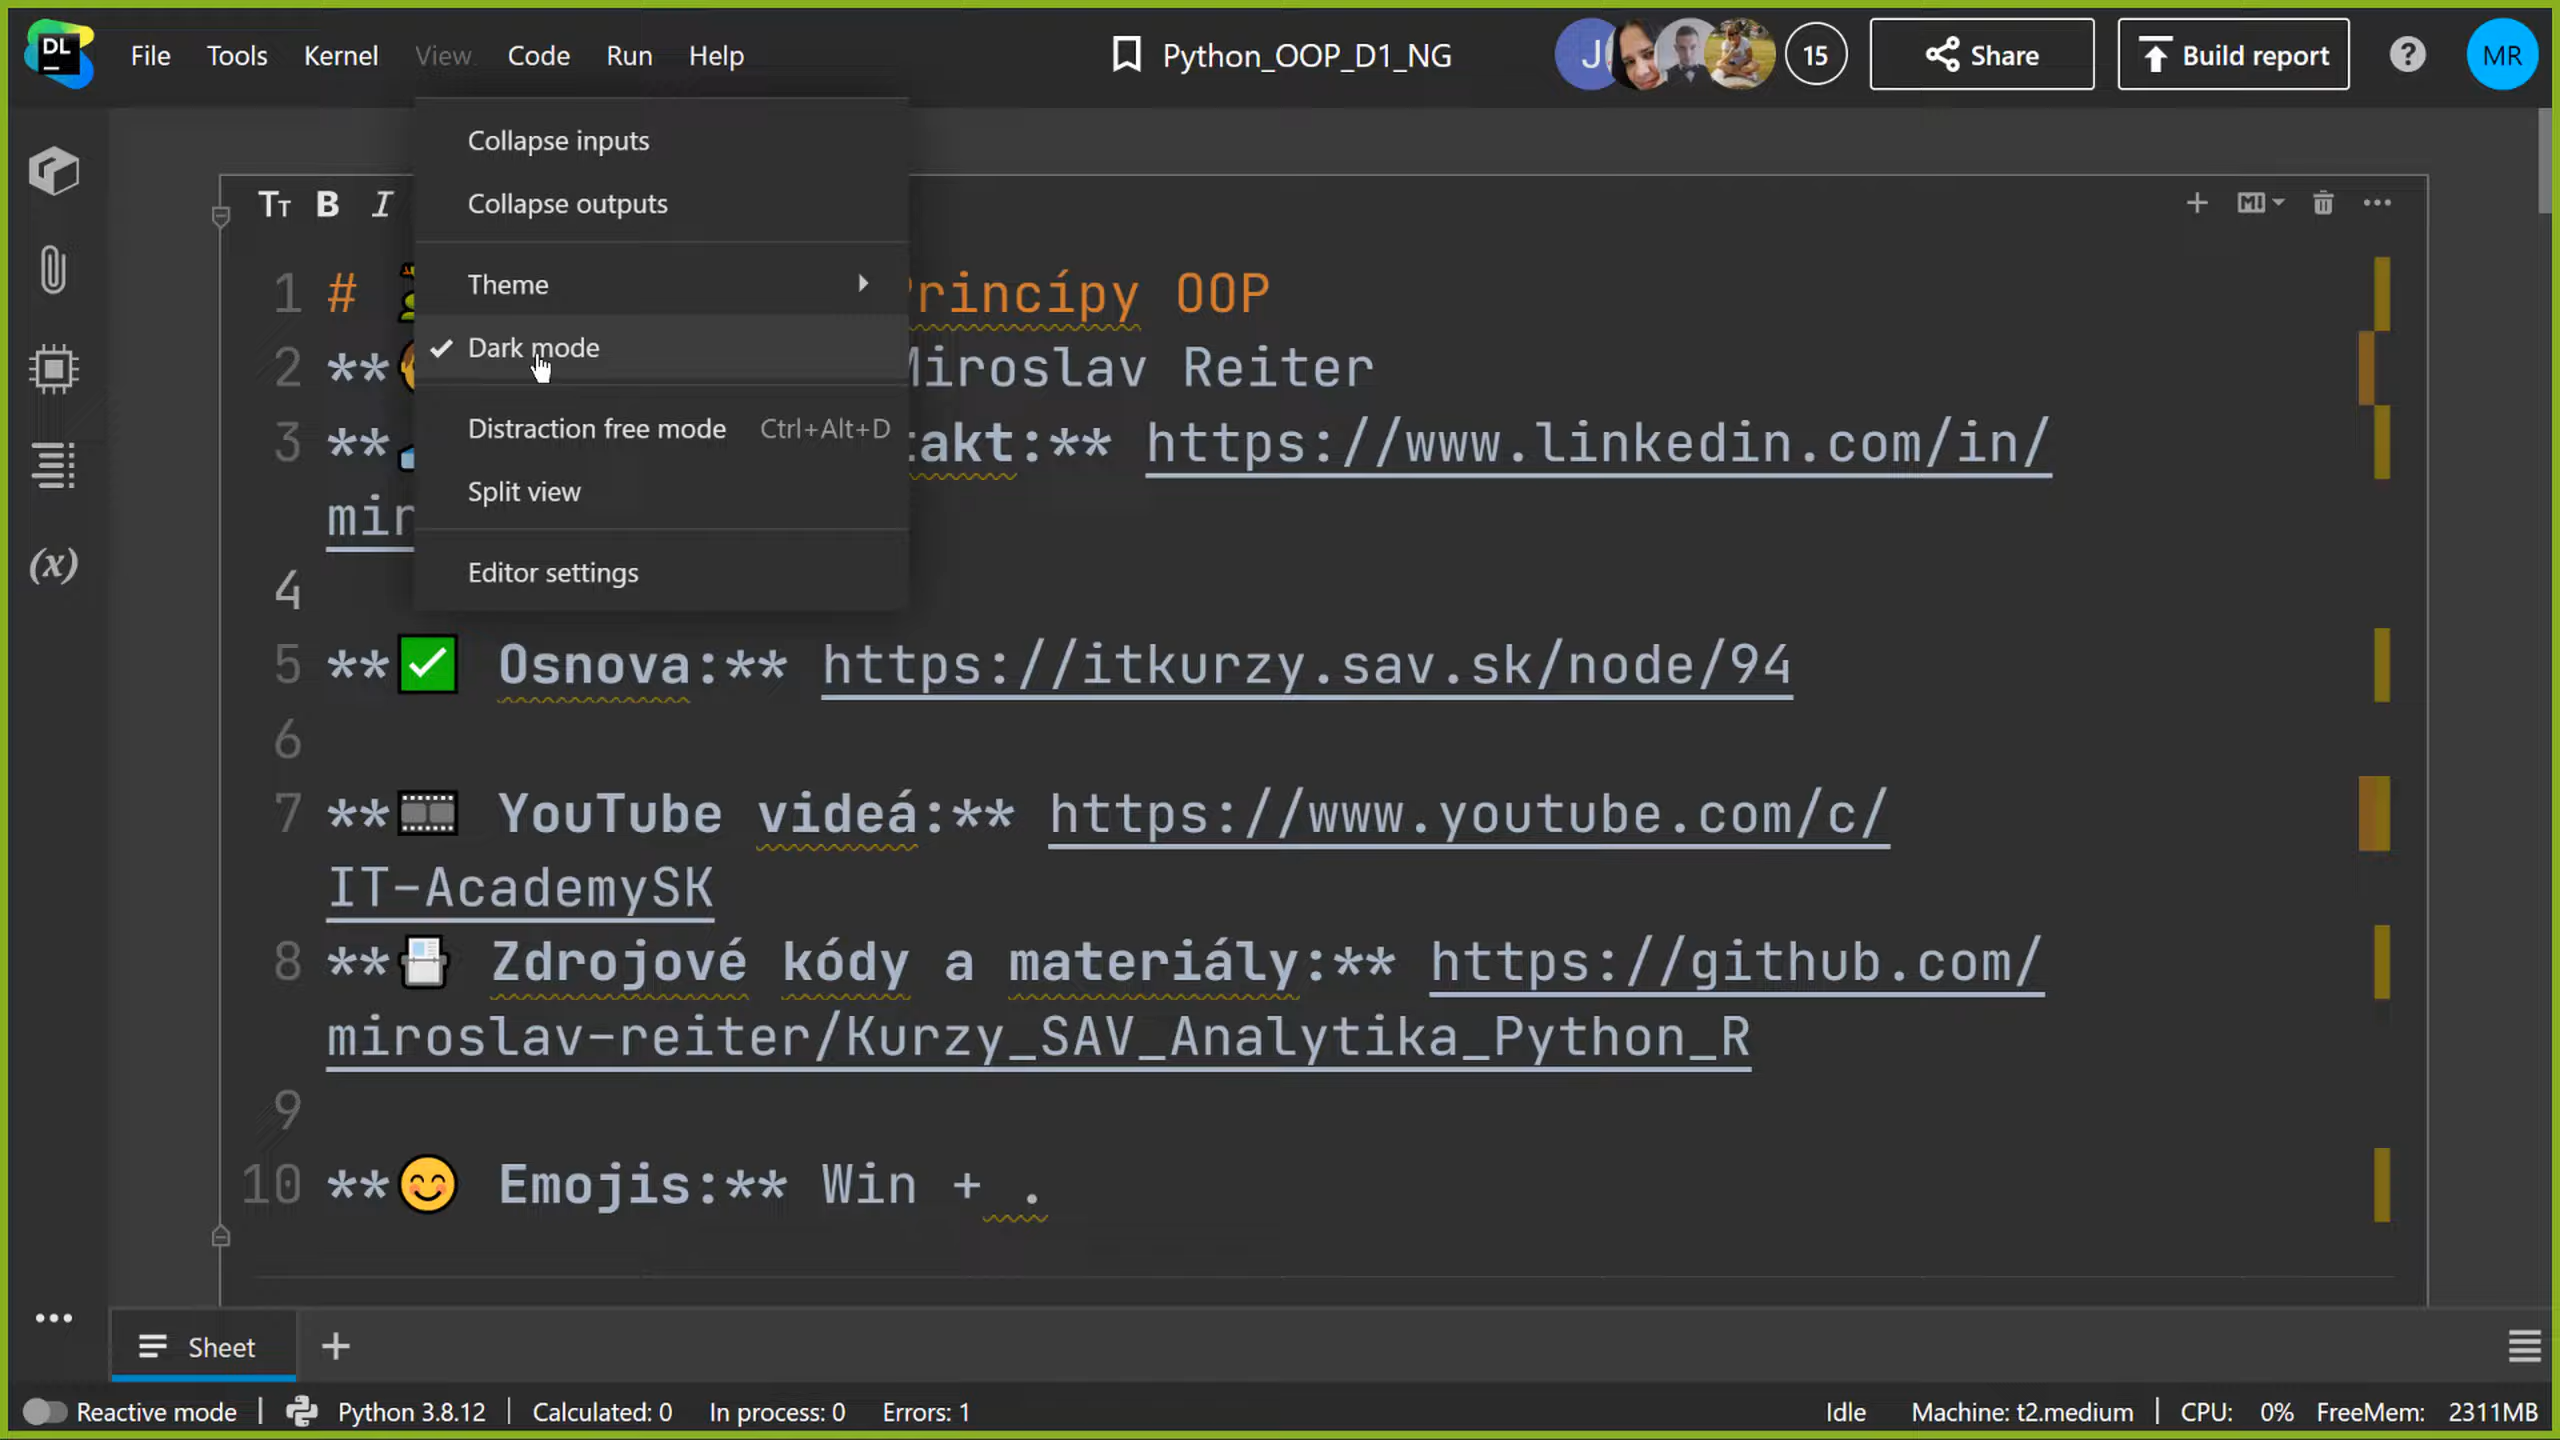 DL
File Tools Kernel View Code Run Help
Python_OOP_D1_NG
J
15
Share
Build report
?
MR
Collapse inputs
Collapse outputs
Theme
Dark mode
Distraction free mode Ctrl+Alt+D
Split view
Editor settings
TT B I
1 # rincípy OOP
2 ** Miroslav Reiter
3 ** takt:** https://www.linkedin.com/in/
mir
4
5 **✅ Osnova:** https://itkurzy.sav.sk/node/94
6
7 **🎞 YouTube videá:** https://www.youtube.com/c/
IT-AcademySK
8 ** Zdrojové kódy a materiály:** https://github.com/
miroslav-reiter/Kurzy_SAV_Analytika_Python_R
9
10 **😊 Emojis:** Win + .
(x)
Sheet
Reactive mode | Python 3.8.12 | Calculated: 0 In process: 0 Errors: 1
Idle Machine: t2.medium | CPU: 0% FreeMem: 2311MB